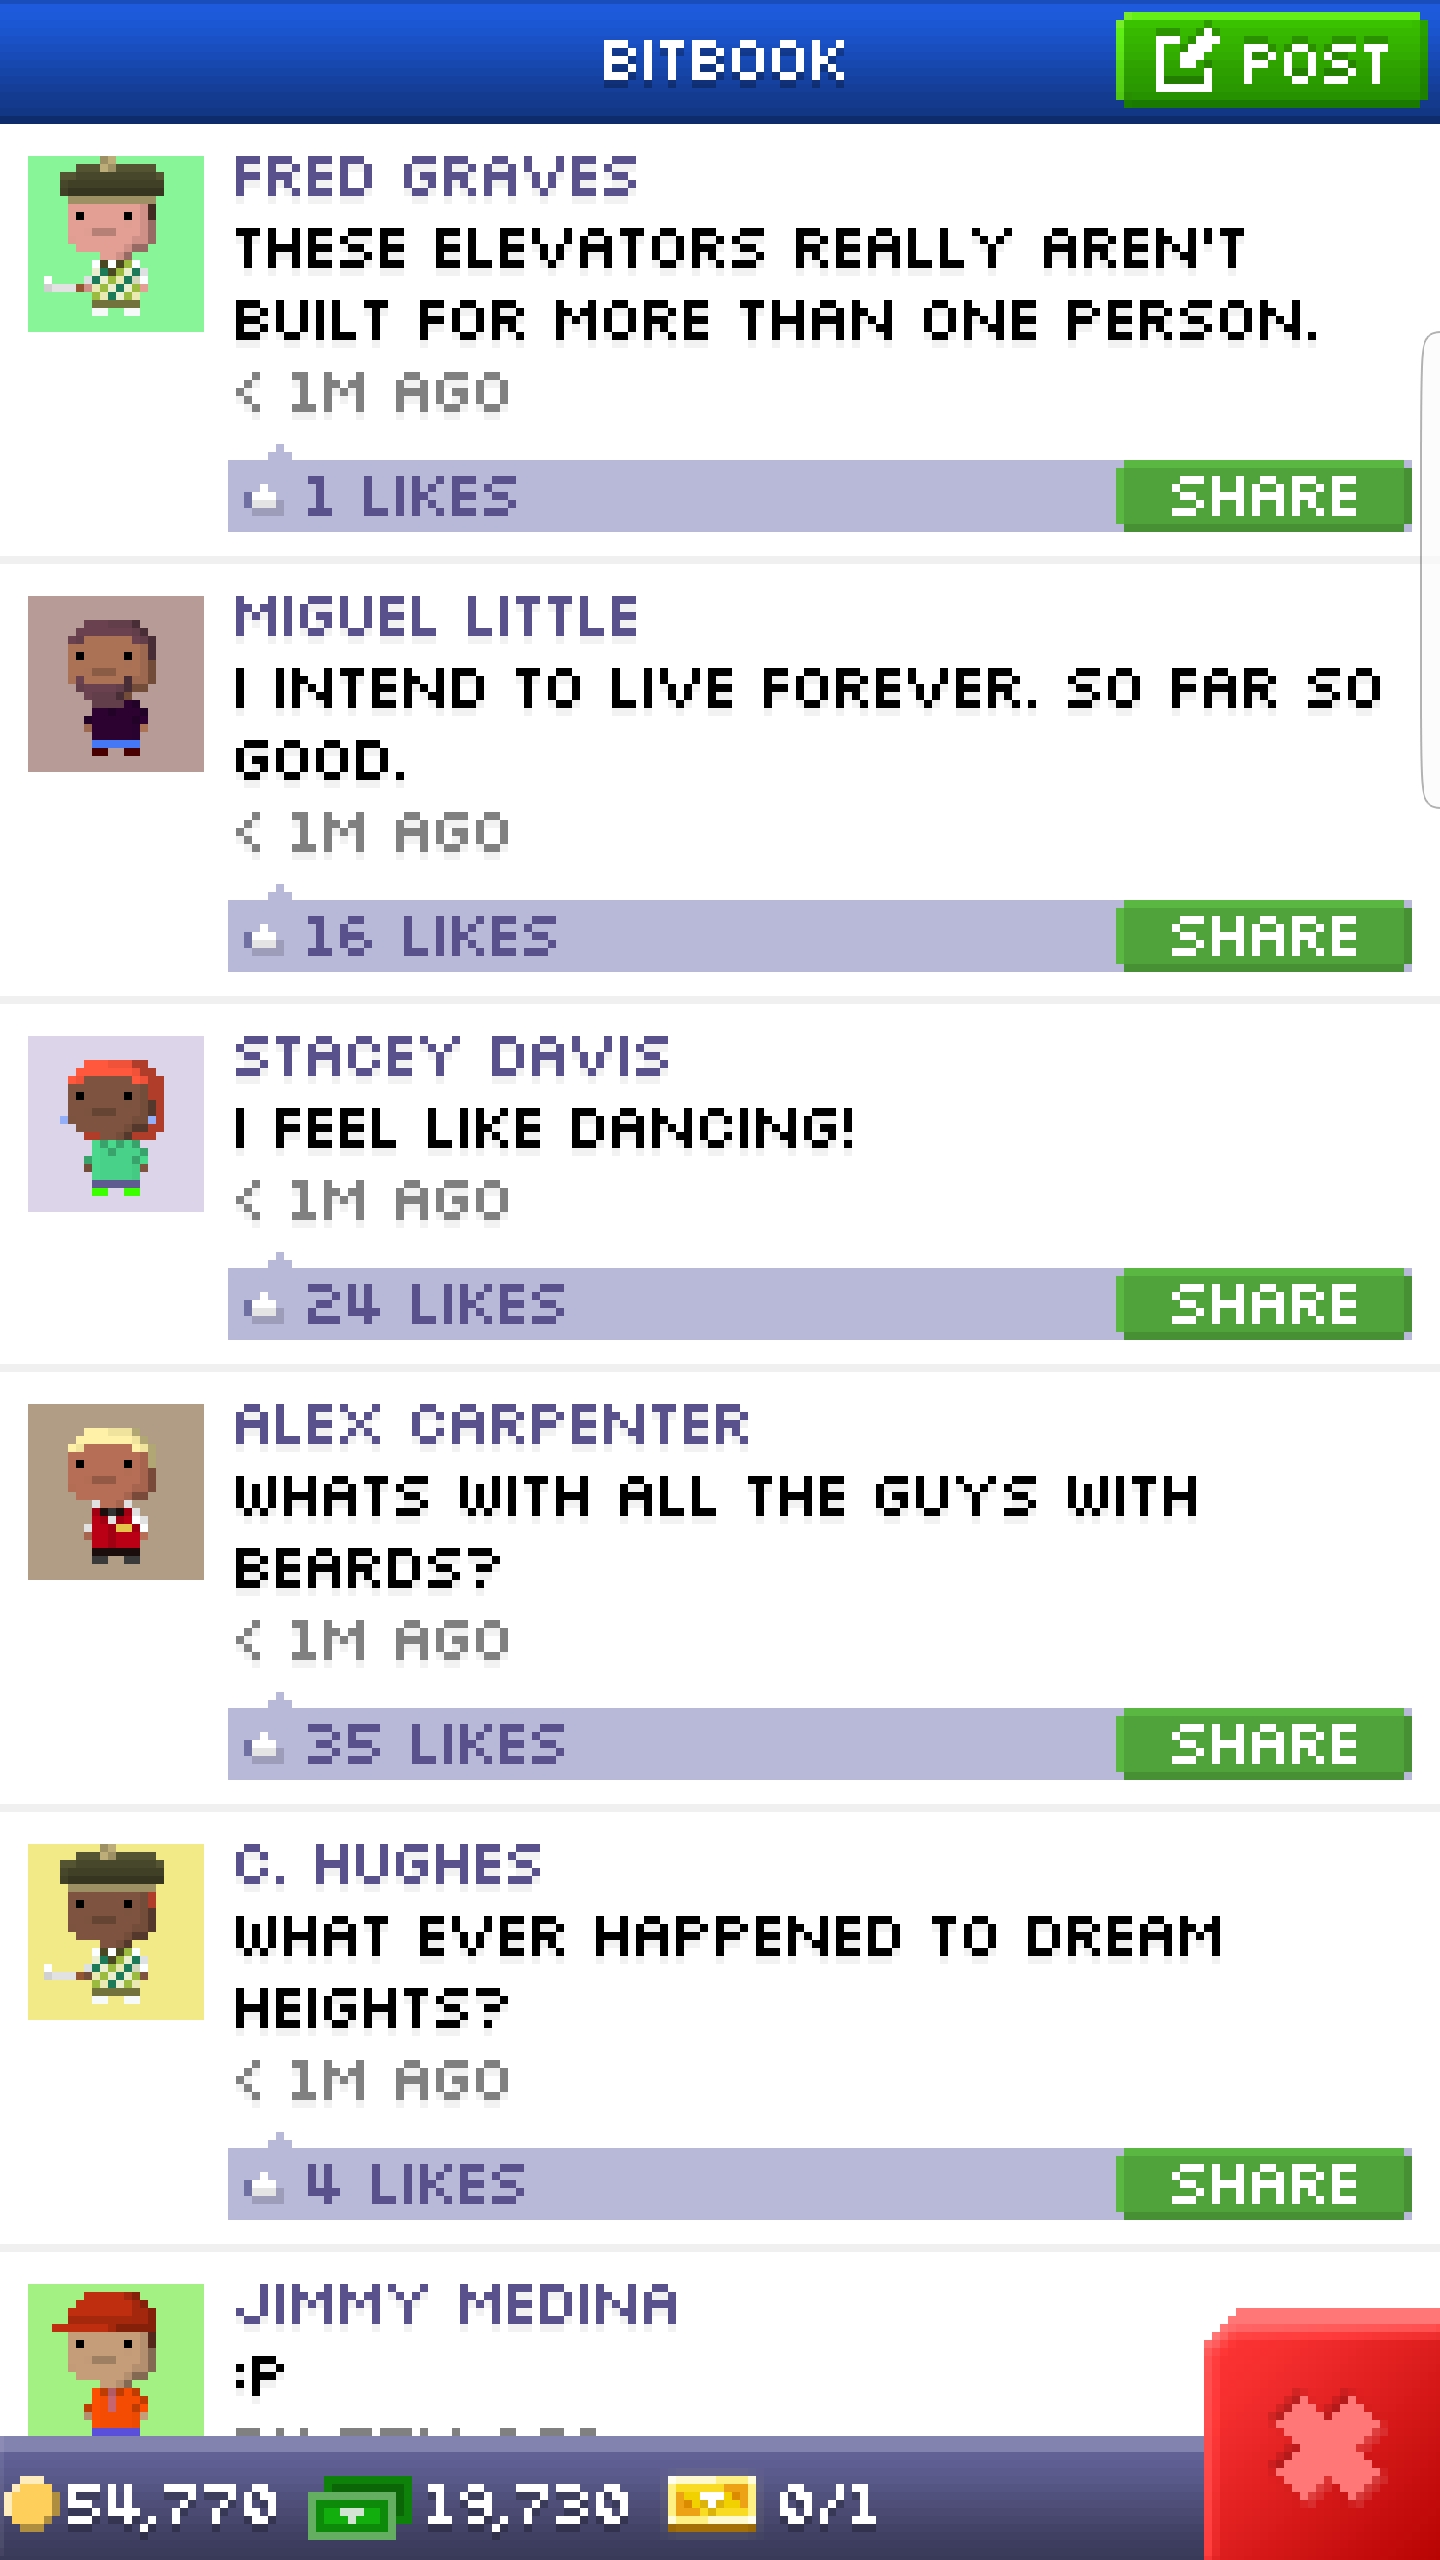 BITBOOK
POST
FRED GRAVES
THESE ELEVATORS REALLY AREN'T
BUILT FOR MORE THAN ONE PERSON.
< 1M AGO
1 LIKES
SHARE
MIGUEL LITTLE
I INTEND TO LIVE FOREVER. SO FAR SO
GOOD.
< 1M AGO
16 LIKES
SHARE
STACEY DAVIS
I FEEL LIKE DANCING!
< 1M AGO
24 LIKES
SHARE
ALEX CARPENTER
WHATS WITH ALL THE GUYS WITH
BEARDS?
< 1M AGO
35 LIKES
SHARE
C. HUGHES
WHAT EVER HAPPENED TO DREAM
HEIGHTS?
< 1M AGO
4 LIKES
SHARE
JIMMY MEDINA
:P
54,770 19,730 0/1